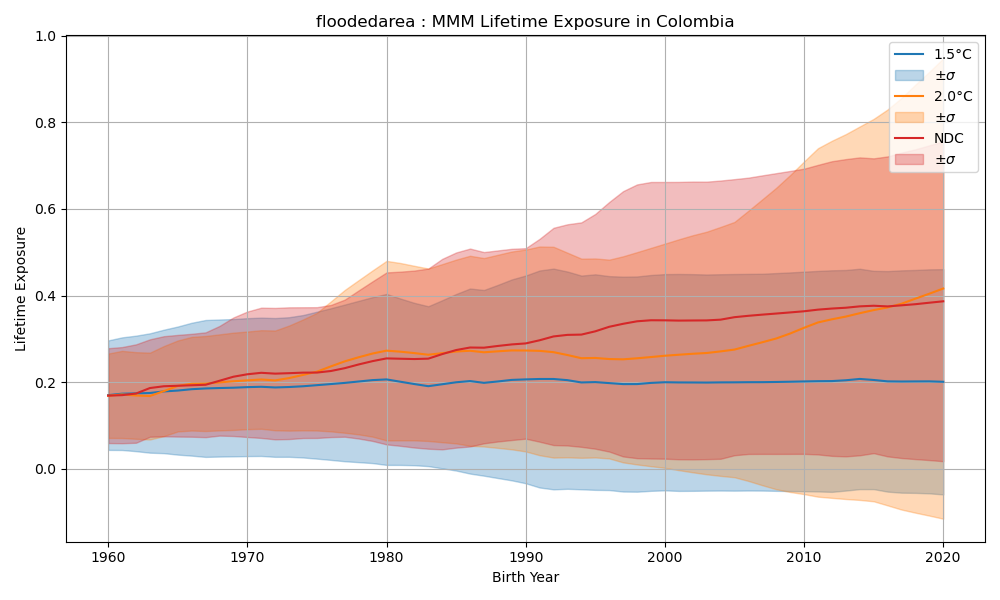 floodedarea : MMM Lifetime Exposure in Colombia
1.0
0.8
0.6
0.4
0.2
0.0
Lifetime Exposure
1960 1970 1980 1990 2000 2010 2020
Birth Year
1.5°C
±σ
2.0°C
±σ
NDC
±σ